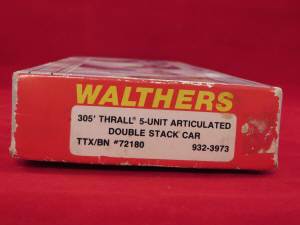 WALTHERS
305' THRALL® 5-UNIT ARTICULATED
DOUBLE STACK CAR
TTX/BN #72180 932-3973